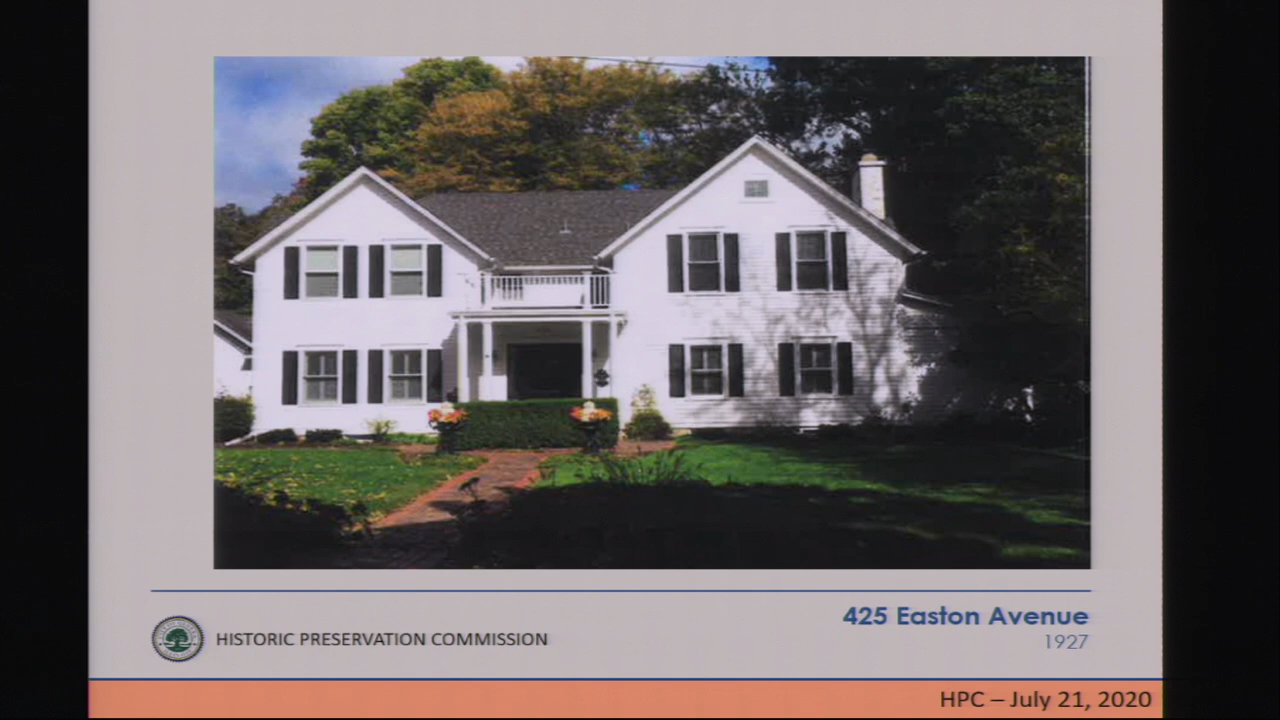 425 Easton Avenue
1927
HISTORIC PRESERVATION COMMISSION
HPC – July 21, 2020